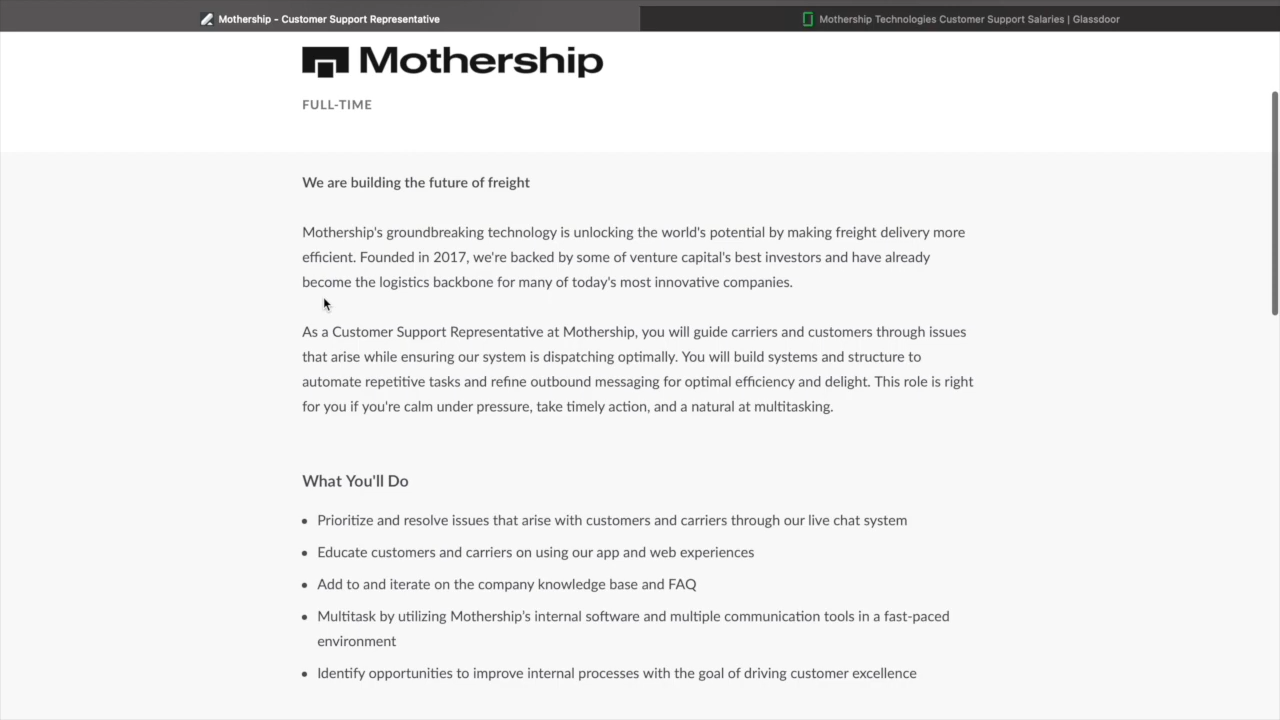 Mothership - Customer Support Representative
Mothership Technologies Customer Support Salaries | Glassdoor
Mothership
FULL-TIME
We are building the future of freight
Mothership's groundbreaking technology is unlocking the world's potential by making freight delivery more
efficient. Founded in 2017, we're backed by some of venture capital's best investors and have already
become the logistics backbone for many of today's most innovative companies.
As a Customer Support Representative at Mothership, you will guide carriers and customers through issues
that arise while ensuring our system is dispatching optimally. You will build systems and structure to
automate repetitive tasks and refine outbound messaging for optimal efficiency and delight. This role is right
for you if you're calm under pressure, take timely action, and a natural at multitasking.
What You'll Do
• Prioritize and resolve issues that arise with customers and carriers through our live chat system
• Educate customers and carriers on using our app and web experiences
• Add to and iterate on the company knowledge base and FAQ
• Multitask by utilizing Mothership's internal software and multiple communication tools in a fast-paced
environment
• Identify opportunities to improve internal processes with the goal of driving customer excellence